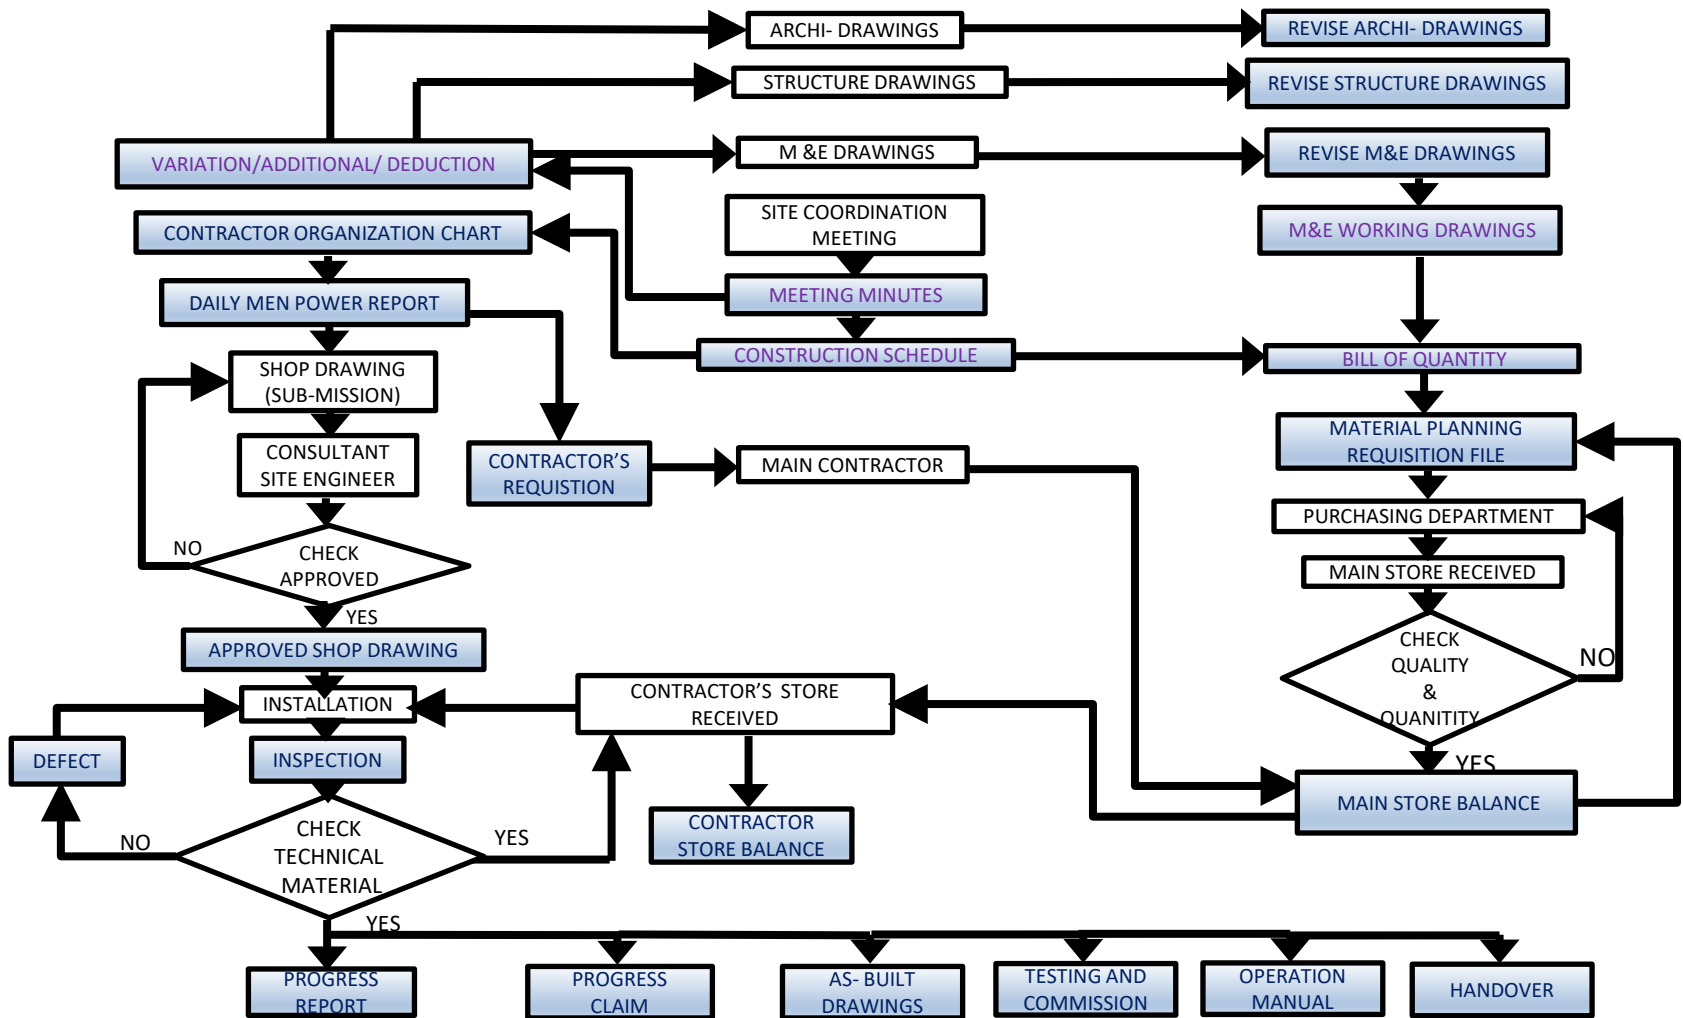 ARCHI- DRAWINGS
REVISE ARCHI- DRAWINGS
STRUCTURE DRAWINGS
REVISE STRUCTURE DRAWINGS
VARIATION/ADDITIONAL/ DEDUCTION
M &E DRAWINGS
REVISE M&E DRAWINGS
SITE COORDINATION
MEETING
CONTRACTOR ORGANIZATION CHART
M&E WORKING DRAWINGS
DAILY MEN POWER REPORT
MEETING MINUTES
CONSTRUCTION SCHEDULE
BILL OF QUANTITY
SHOP DRAWING
(SUB-MISSION)
MATERIAL PLANNING
REQUISITION FILE
CONSULTANT
SITE ENGINEER
CONTRACTOR'S
REQUISTION
MAIN CONTRACTOR
PURCHASING DEPARTMENT
NO
CHECK
APPROVED
MAIN STORE RECEIVED
YES
APPROVED SHOP DRAWING
CHECK
QUALITY
&
QUANITITY
NO
INSTALLATION
CONTRACTOR'S STORE
RECEIVED
DEFECT
INSPECTION
YES
MAIN STORE BALANCE
CONTRACTOR
STORE BALANCE
NO
CHECK
TECHNICAL
MATERIAL
YES
YES
PROGRESS
REPORT
PROGRESS
CLAIM
AS- BUILT
DRAWINGS
TESTING AND
COMMISSION
OPERATION
MANUAL
HANDOVER